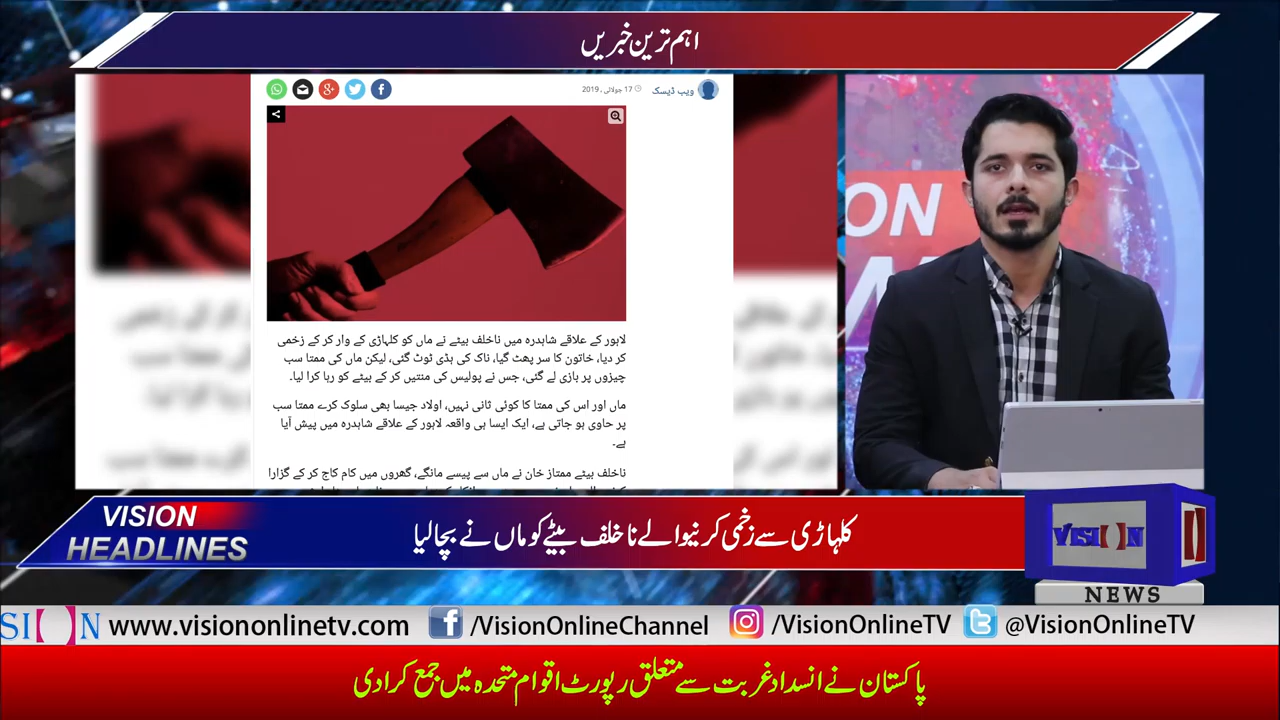 اہم ترین خبریں
ویب ڈیسک
17 جولائی ، 2019
ON
لاہور کے علاقے شاہدرہ میں ناخلف بیٹے نے ماں کو کلہاڑی کے وار کر کے زخمی
کر دیا، خاتون کا سر پھٹ گیا، ناک کی ہڈی ٹوٹ گئی، لیکن ماں کی ممتا سب
چیزوں پر بازی لے گئی، جس نے پولیس کی منتیں کر کے بیٹے کو رہا کرا لیا۔
ماں اور اس کی ممتا کا کوئی ثانی نہیں، اولاد جیسا بھی سلوک کرے ممتا سب
پر حاوی ہو جاتی ہے، ایک ایسا ہی واقعہ لاہور کے علاقے شاہدرہ میں پیش آیا
ہے۔
ناخلف بیٹے ممتاز خان نے ماں سے پیسے مانگے، گھروں میں کام کاج کر کے گزارا
VISION
HEADLINES
کلہاڑی سے زخمی کرنیوالے ناخلف بیٹے کو ماں نے بچالیا
VISION
NEWS
SION www.visiononlinetv.com /VisionOnlineChannel /VisionOnlineTV @VisionOnlineTV
پاکستان نے انسداد غربت سے متعلق رپورٹ اقوام متحدہ میں جمع کرادی